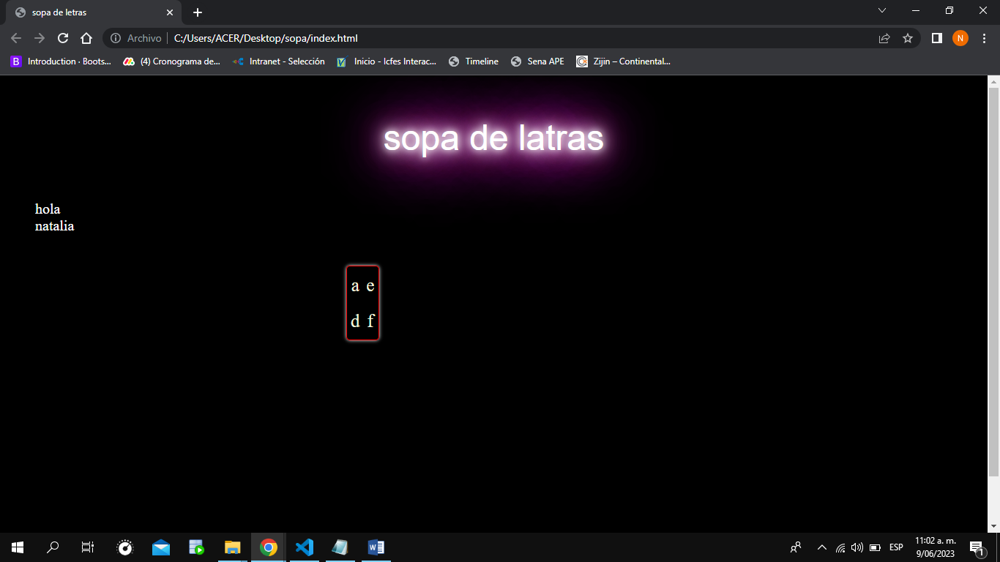 sopa de letras
Archivo C:/Users/ACER/Desktop/sopa/index.html N
B Introduction · Boots... (4) Cronograma de... Intranet - Selección Inicio - Icfes Interac... Timeline Sena APE Zijin – Continental...
sopa de latras
hola
natalia
a e
d f
ESP 11:02 a. m.
9/06/2023 1